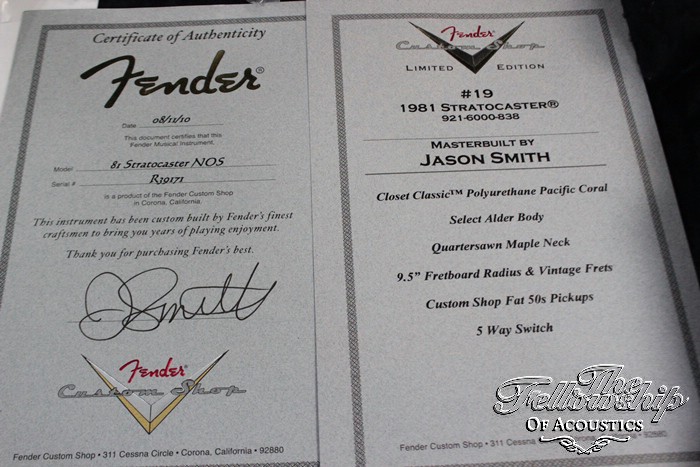 Certificate of Authenticity
Fender®
Date 08/11/10
This document certifies that this
Fender Musical Instrument,
Model 81 Stratocaster NOS
Serial # R39171
is a product of the Fender Custom Shop
in Corona, California.
This instrument has been custom built by Fender's finest
craftsmen to bring you years of playing enjoyment.
Thank you for purchasing Fender's best.
Fender
Custom Shop
Fender Custom Shop • 311 Cessna Circle • Corona, California • 92880
Fender
Custom Shop
Limited Edition
#19
1981 Stratocaster®
921-6000-838
Masterbuilt by
Jason Smith
Closet Classic™ Polyurethane Pacific Coral
Select Alder Body
Quartersawn Maple Neck
9.5" Fretboard Radius & Vintage Frets
Custom Shop Fat 50s Pickups
5 Way Switch
Fender Custom Shop • 311 Cessna
92880
The
Fellowship
Of Acoustics